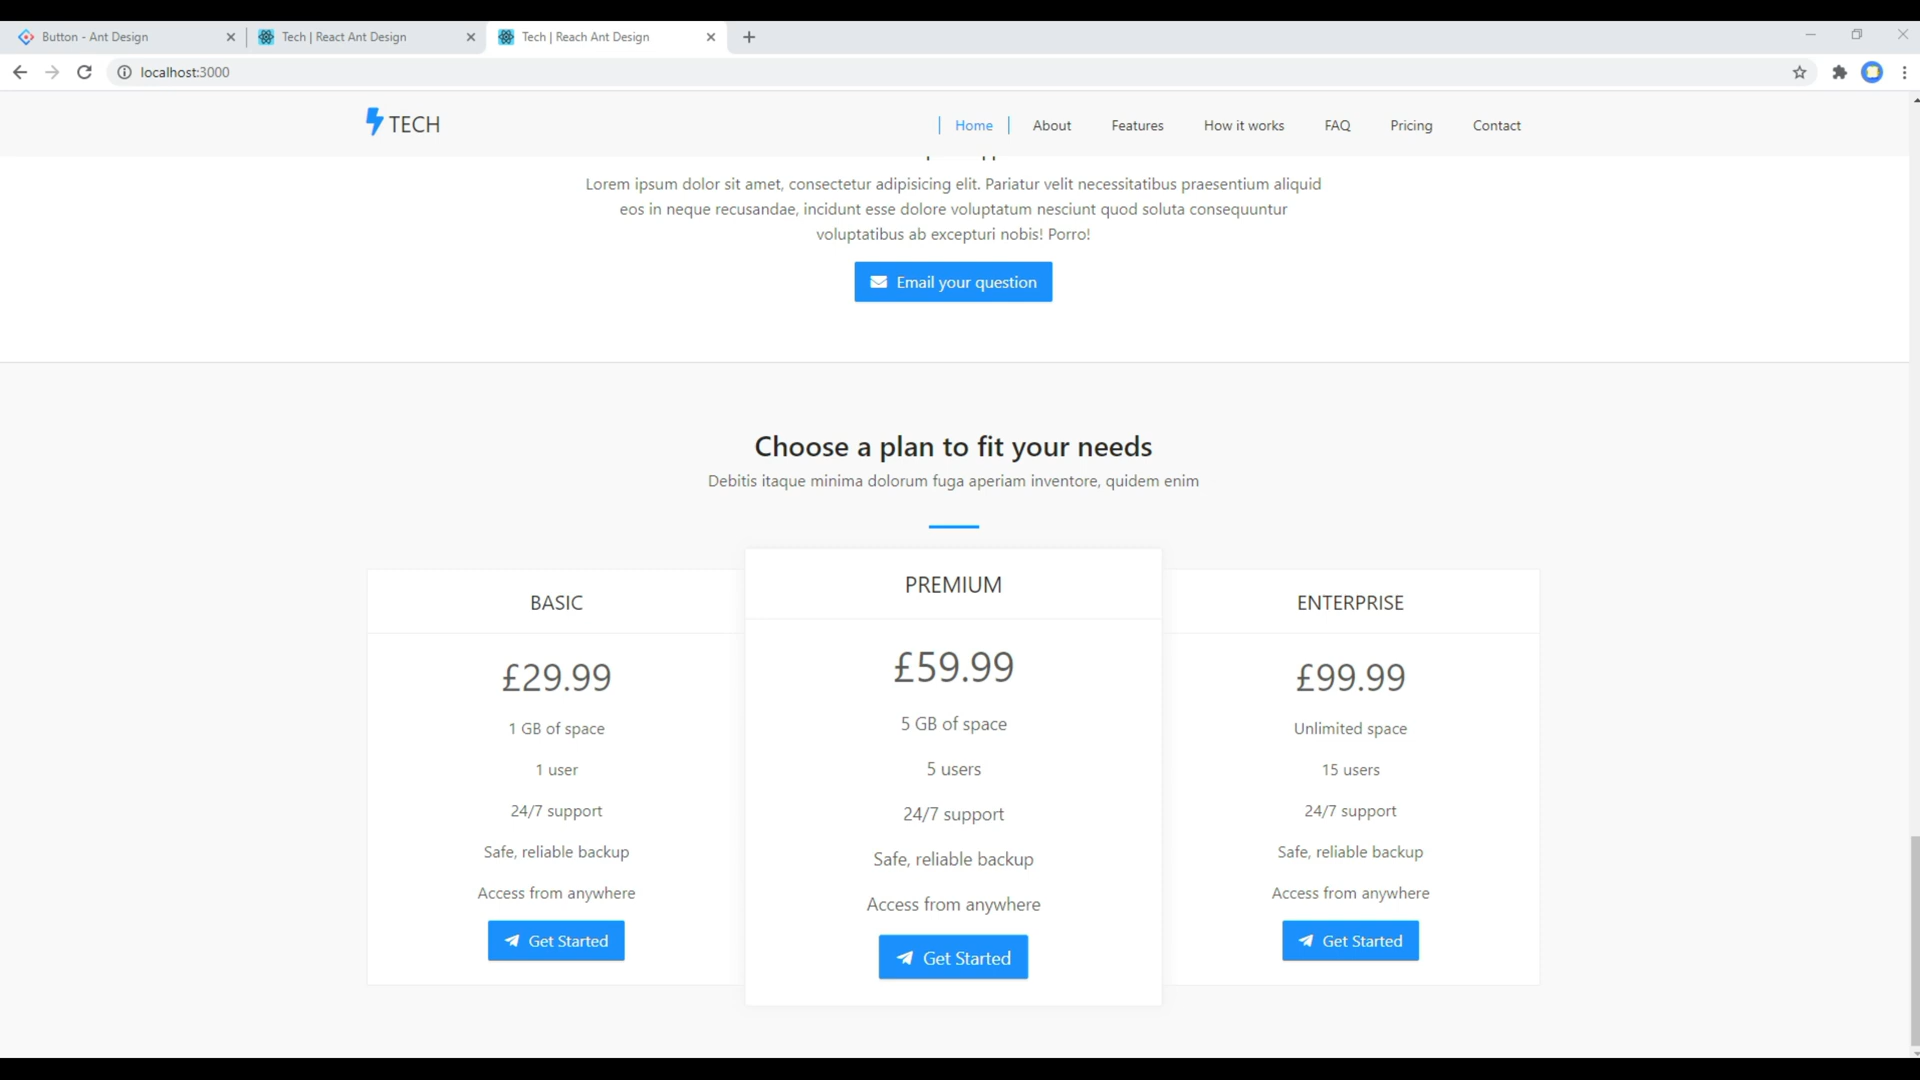 Button - Ant Design
Tech | React Ant Design
Tech | Reach Ant Design
localhost:3000
TECH
Home
About
Features
How it works
FAQ
Pricing
Contact
Lorem ipsum dolor sit amet, consectetur adipisicing elit. Pariatur velit necessitatibus praesentium aliquid
eos in neque recusandae, incidunt esse dolore voluptatum nesciunt quod soluta consequuntur
voluptatibus ab excepturi nobis! Porro!
Email your question
Choose a plan to fit your needs
Debitis itaque minima dolorum fuga aperiam inventore, quidem enim
BASIC
£29.99
1 GB of space
1 user
24/7 support
Safe, reliable backup
Access from anywhere
Get Started
PREMIUM
£59.99
5 GB of space
5 users
24/7 support
Safe, reliable backup
Access from anywhere
Get Started
ENTERPRISE
£99.99
Unlimited space
15 users
24/7 support
Safe, reliable backup
Access from anywhere
Get Started